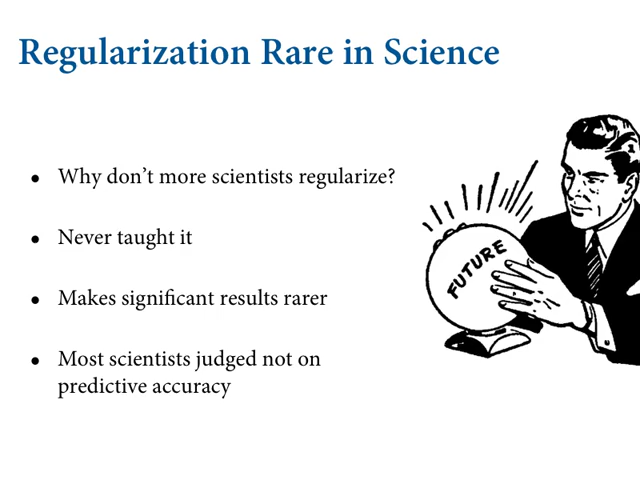 Regularization Rare in Science
• Why don’t more scientists regularize?
• Never taught it
• Makes significant results rarer
• Most scientists judged not on
predictive accuracy
FUTURE